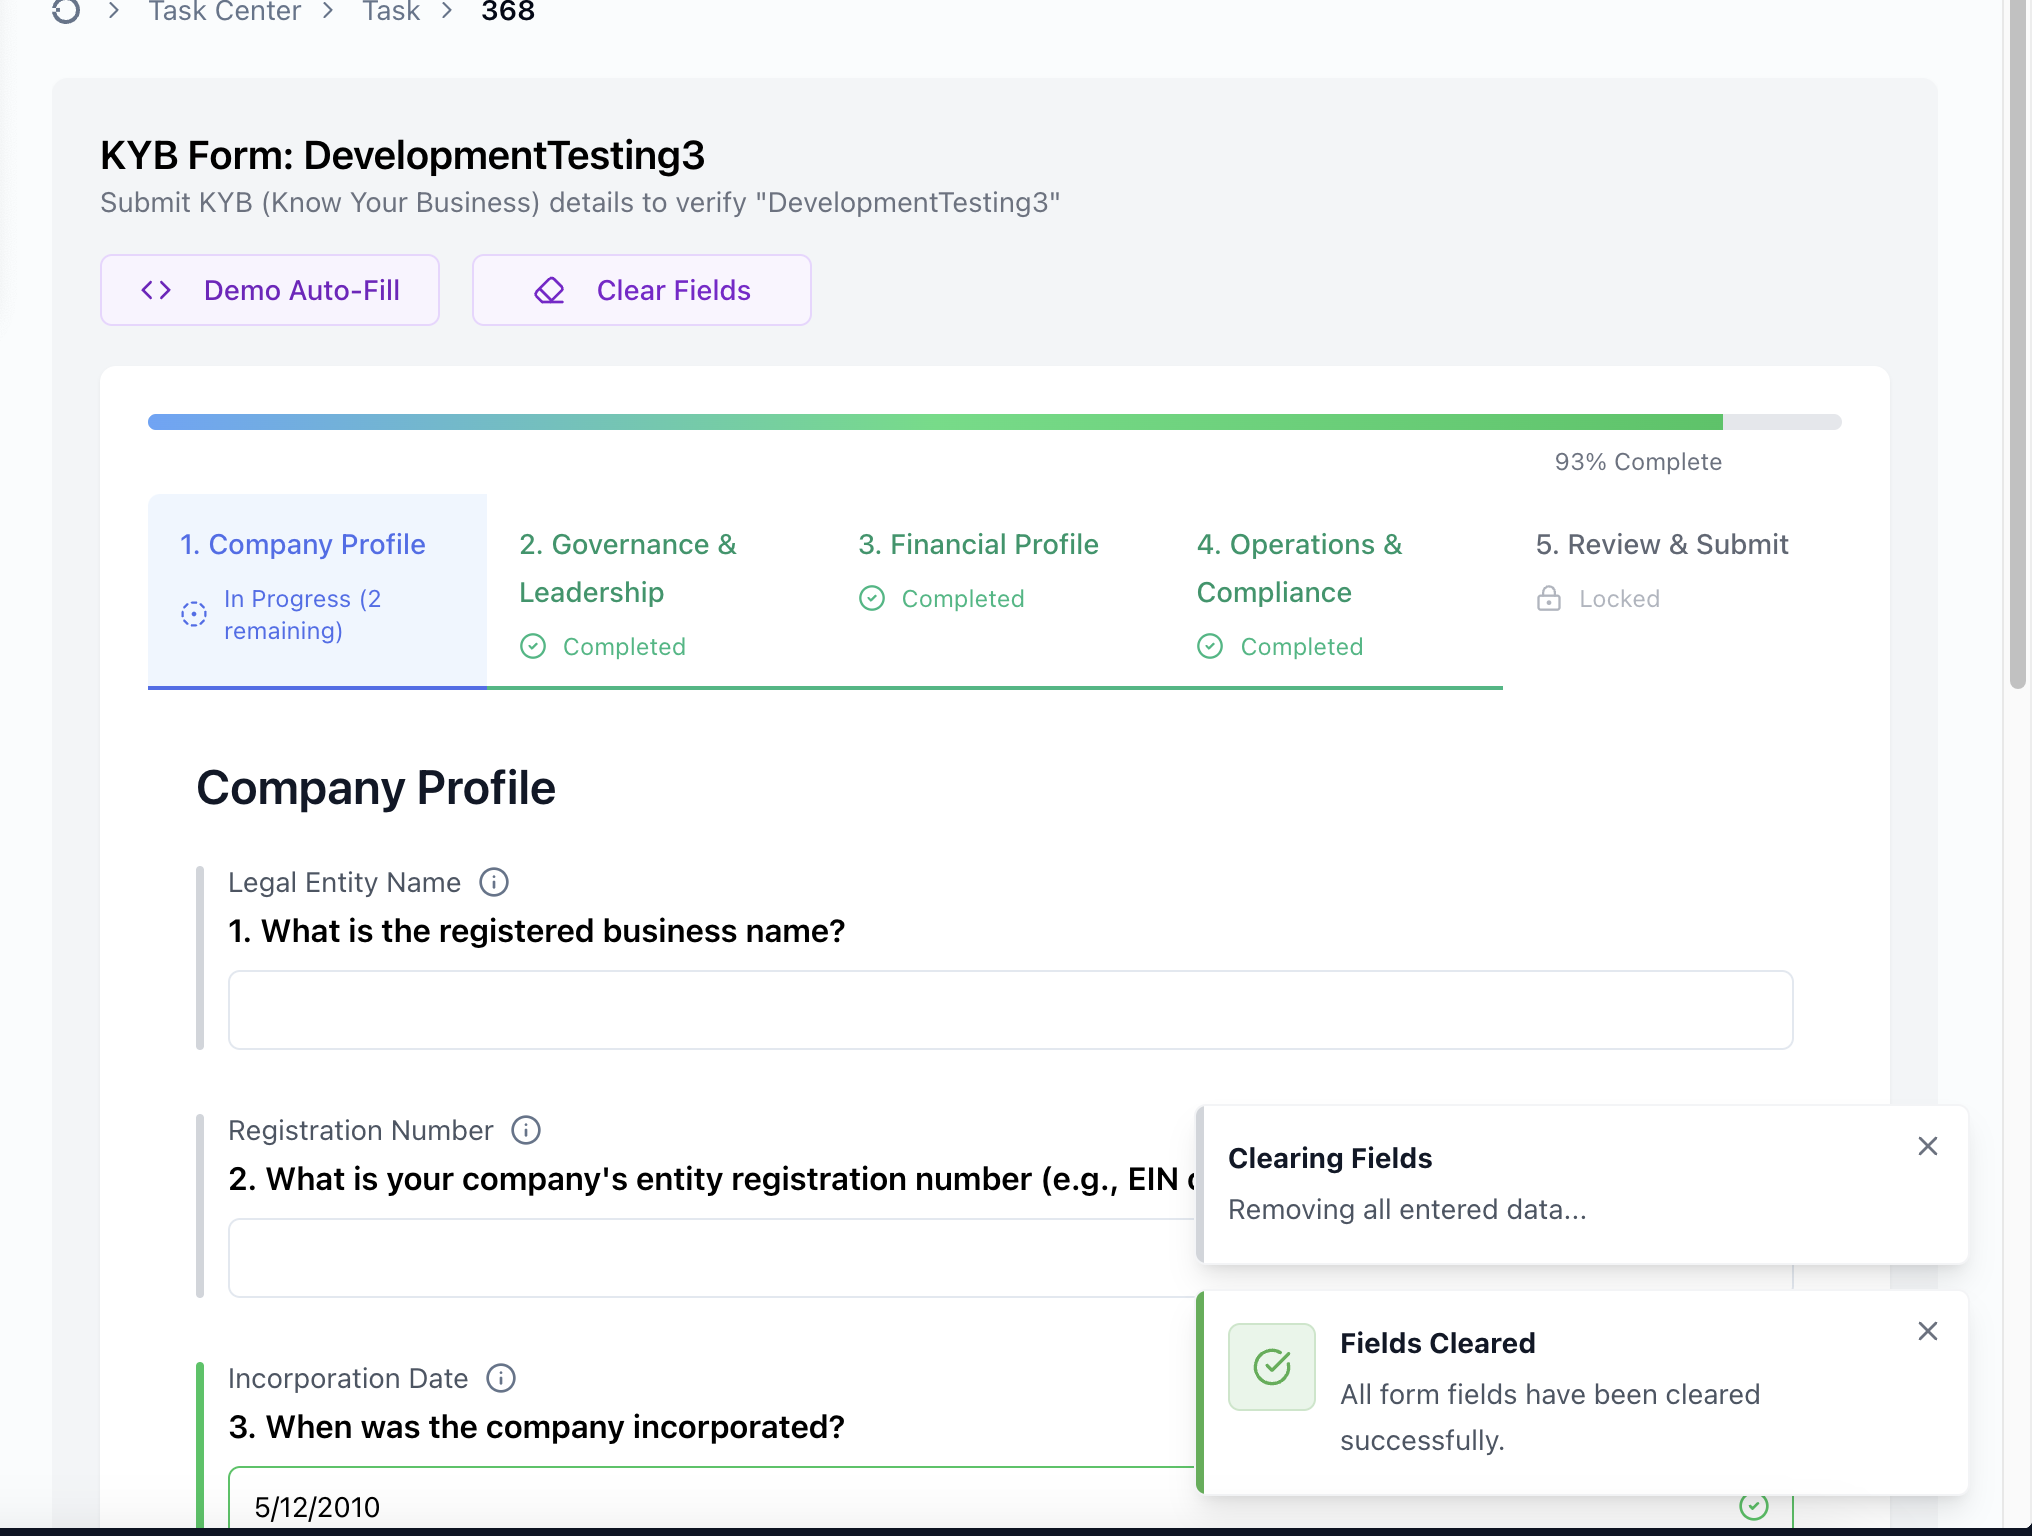 Task Center > Task > 368
KYB Form: DevelopmentTesting3
Submit KYB (Know Your Business) details to verify "DevelopmentTesting3"
Demo Auto-Fill
Clear Fields
93% Complete
1. Company Profile
In Progress (2
remaining)
2. Governance &
Leadership
Completed
3. Financial Profile
Completed
4. Operations &
Compliance
Completed
5. Review & Submit
Locked
Company Profile
Legal Entity Name
1. What is the registered business name?
Registration Number
2. What is your company's entity registration number (e.g., EIN
Incorporation Date
3. When was the company incorporated?
5/12/2010
Clearing Fields
Removing all entered data...
Fields Cleared
All form fields have been cleared
successfully.